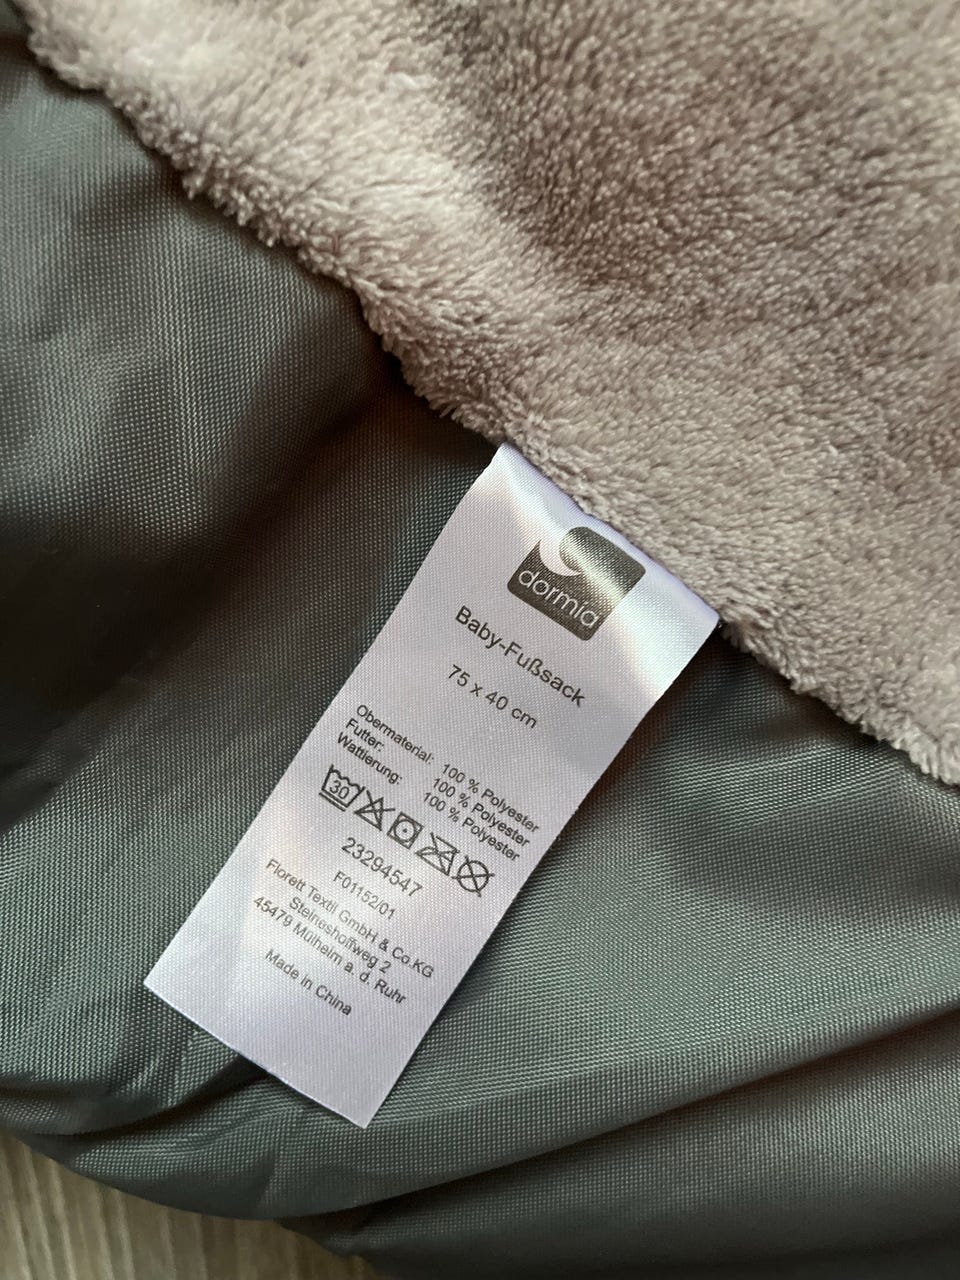 dormia
Baby-Fußsack
75 x 40 cm
Obermaterial: 100 % Polyester
Futter: 100 % Polyester
Wattierung: 100 % Polyester
30
23294547
F01152/01
Florett Textil GmbH & Co.KG
Steineshoffweg 2
45479 Mülheim a. d. Ruhr
Made in China